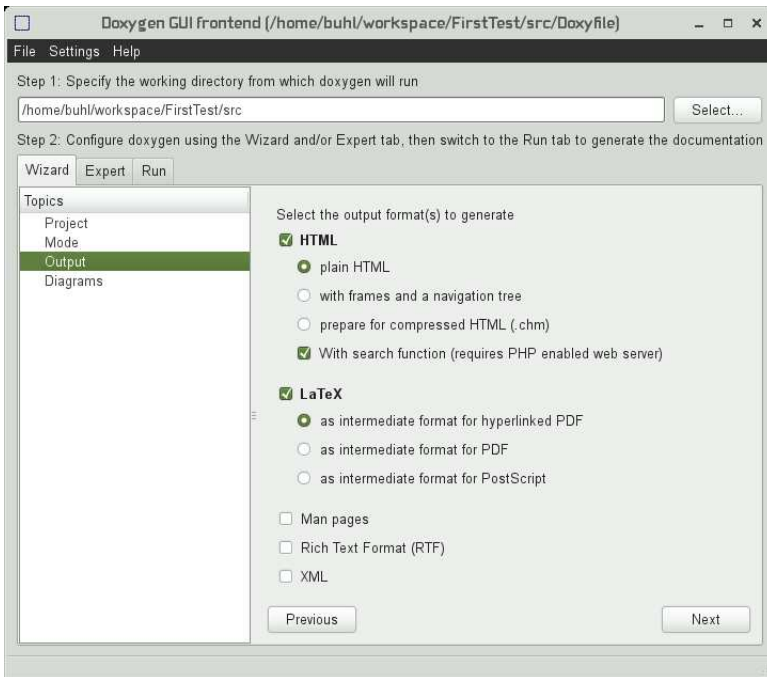 Doxygen GUI frontend (/home/buhl/workspace/FirstTest/src/Doxyfile)
File Settings Help
Step 1: Specify the working directory from which doxygen will run
/home/buhl/workspace/FirstTest/src
Select...
Step 2: Configure doxygen using the Wizard and/or Expert tab, then switch to the Run tab to generate the documentation
Wizard Expert Run
Topics
Project
Mode
Output
Diagrams
Select the output format(s) to generate
HTML
plain HTML
with frames and a navigation tree
prepare for compressed HTML (.chm)
With search function (requires PHP enabled web server)
LaTeX
as intermediate format for hyperlinked PDF
as intermediate format for PDF
as intermediate format for PostScript
Man pages
Rich Text Format (RTF)
XML
Previous
Next